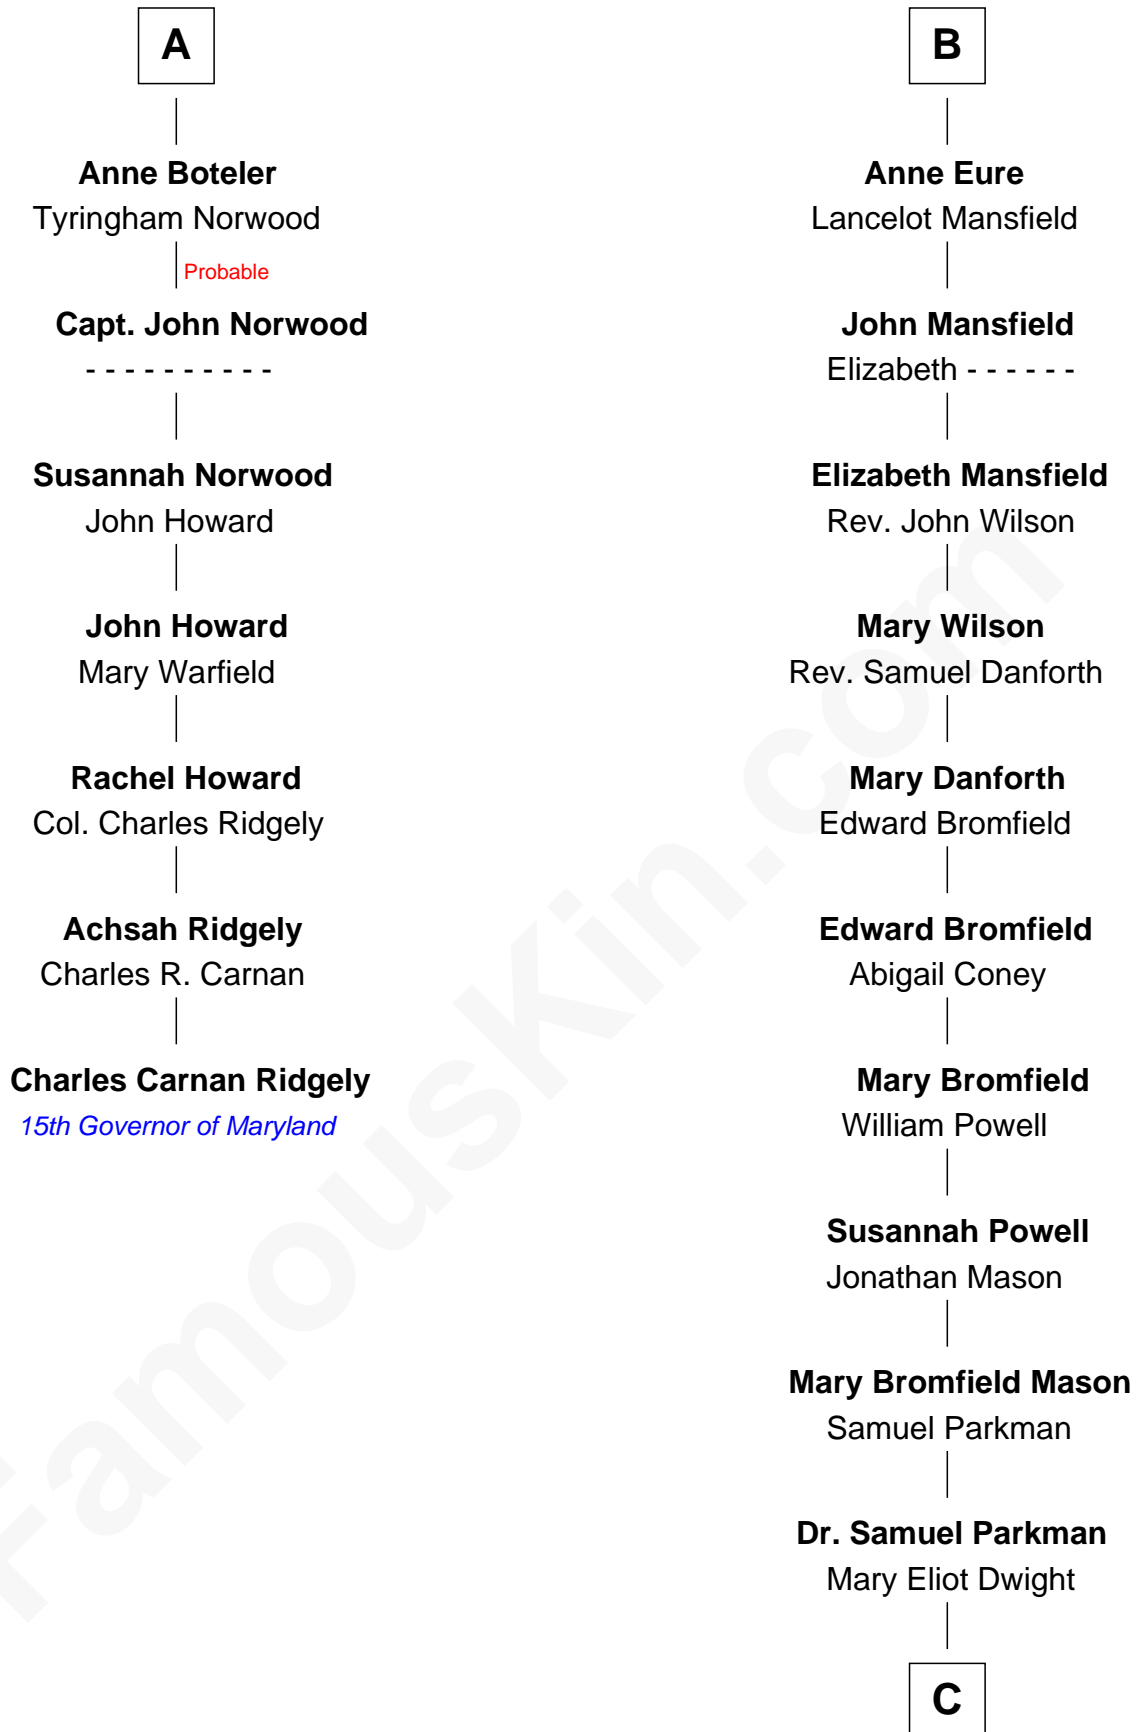 A
Anne Boteler
Tyringham Norwood
Probable
Capt. John Norwood
- - - - - - - - - -
Susannah Norwood
John Howard
John Howard
Mary Warfield
Rachel Howard
Col. Charles Ridgely
Achsah Ridgely
Charles R. Carnan
Charles Carnan Ridgely
15th Governor of Maryland
B
Anne Eure
Lancelot Mansfield
John Mansfield
Elizabeth - - - - - -
Elizabeth Mansfield
Rev. John Wilson
Mary Wilson
Rev. Samuel Danforth
Mary Danforth
Edward Bromfield
Edward Bromfield
Abigail Coney
Mary Bromfield
William Powell
Susannah Powell
Jonathan Mason
Mary Bromfield Mason
Samuel Parkman
Dr. Samuel Parkman
Mary Eliot Dwight
C
FamousKin.com